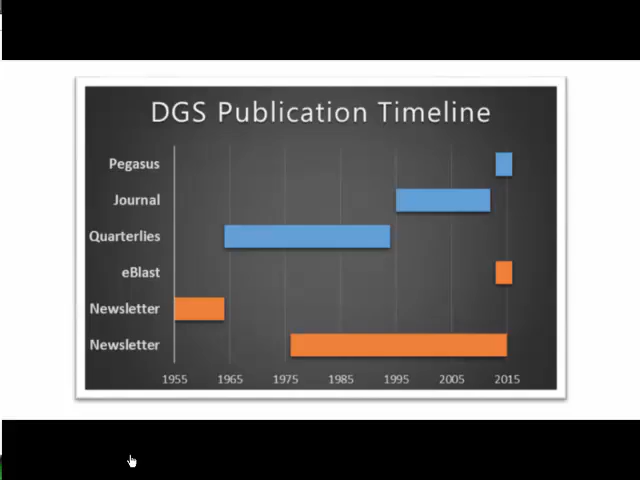 DGS Publication Timeline
Pegasus
Journal
Quarterlies
eBlast
Newsletter
Newsletter
1955 1965 1975 1985 1995 2005 2015